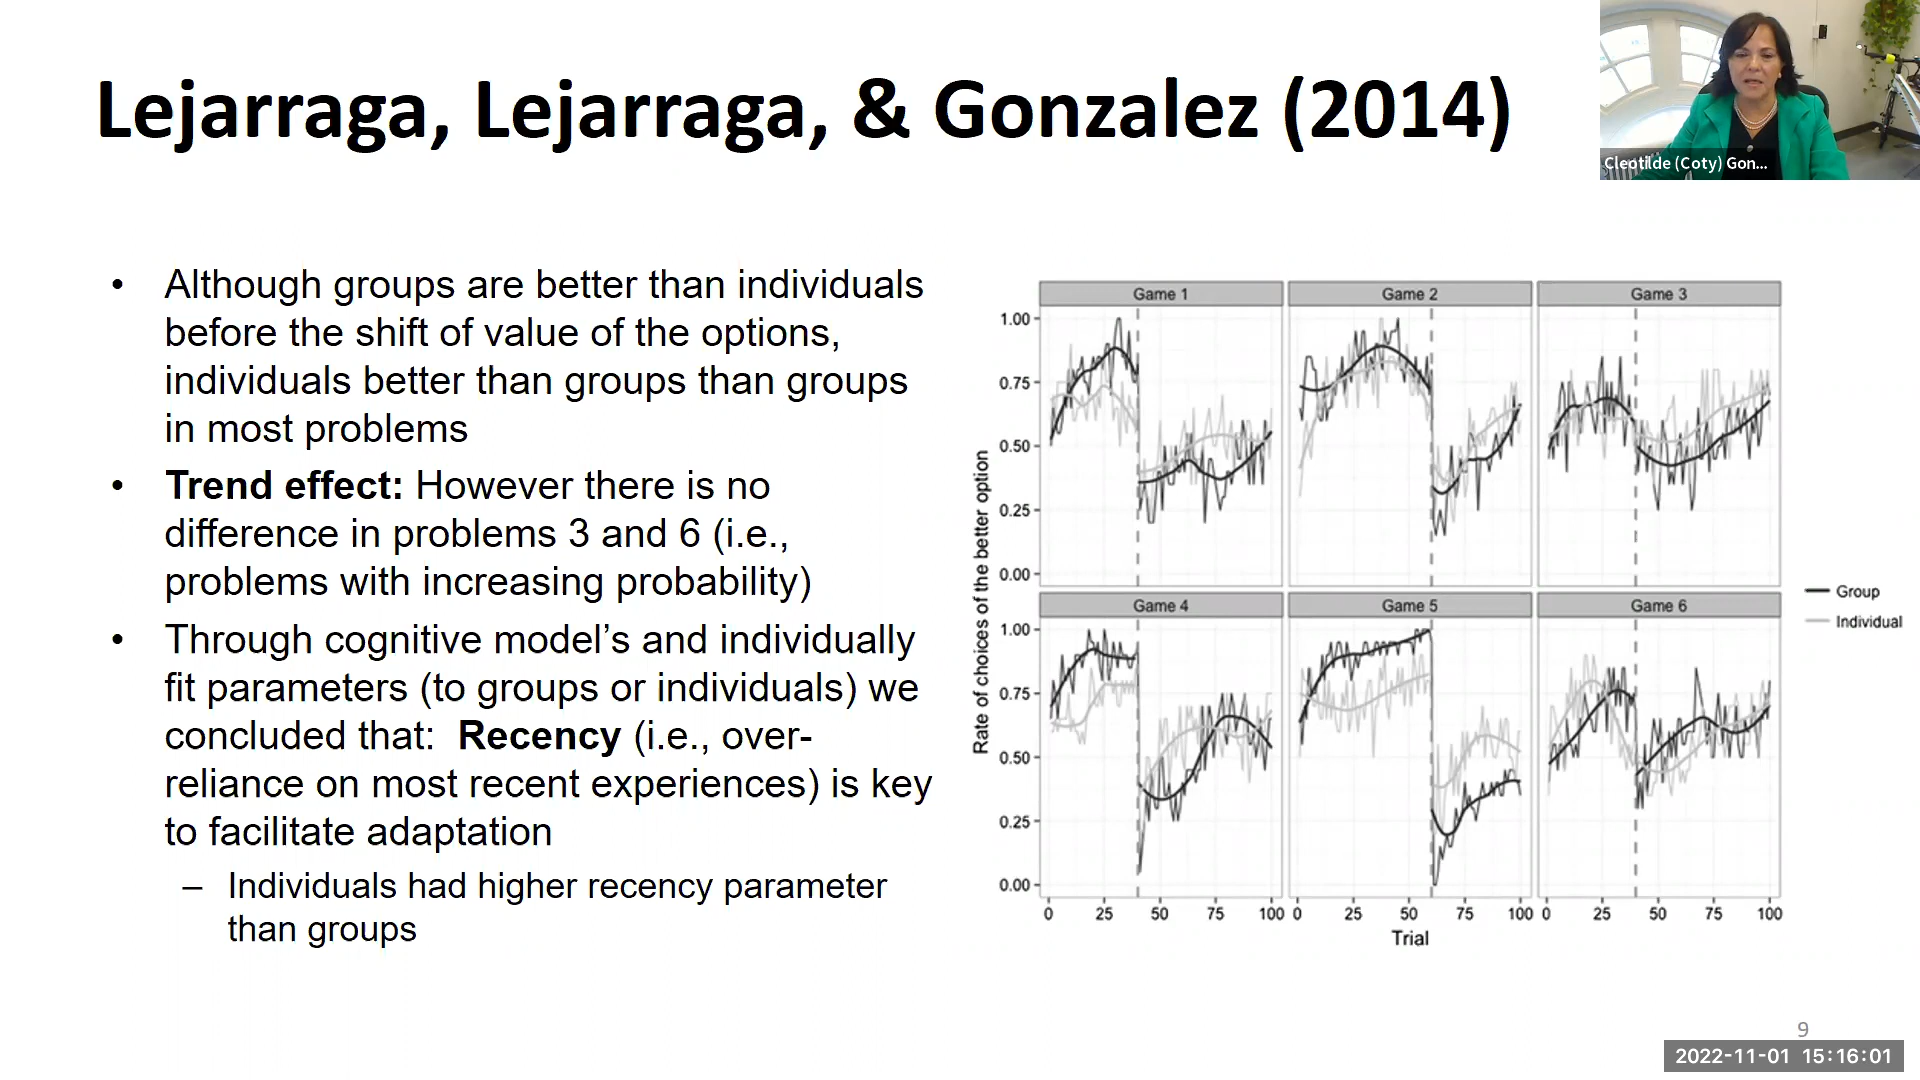 Lejarraga, Lejarraga, & Gonzalez (2014)
Cleotilde (Coty) Gon...
• Although groups are better than individuals
before the shift of value of the options,
individuals better than groups than groups
in most problems
• Trend effect: However there is no
difference in problems 3 and 6 (i.e.,
problems with increasing probability)
• Through cognitive model’s and individually
fit parameters (to groups or individuals) we
concluded that: Recency (i.e., over-
reliance on most recent experiences) is key
to facilitate adaptation
– Individuals had higher recency parameter
than groups
Rate of choices of the better option
Game 1 Game 2 Game 3
1.00
0.75
0.50
0.25
0.00
Game 4 Game 5 Game 6
1.00
0.75
0.50
0.25
0.00
0 25 50 75 100 0 25 50 75 100 0 25 50 75 100
Trial
Group
Individual
9
2022-11-01 15:16:01